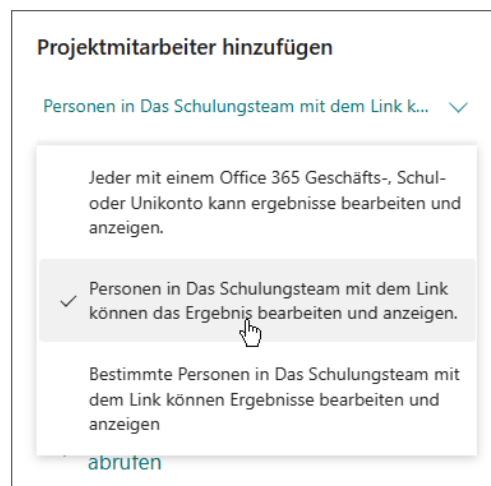 Projektmitarbeiter hinzufügen
Personen in Das Schulungsteam mit dem Link k...
Jeder mit einem Office 365 Geschäfts-, Schul-
oder Unikonto kann ergebnisse bearbeiten und
anzeigen.
Personen in Das Schulungsteam mit dem Link
können das Ergebnis bearbeiten und anzeigen.
Bestimmte Personen in Das Schulungsteam mit
dem Link können Ergebnisse bearbeiten und
anzeigen
abrufen